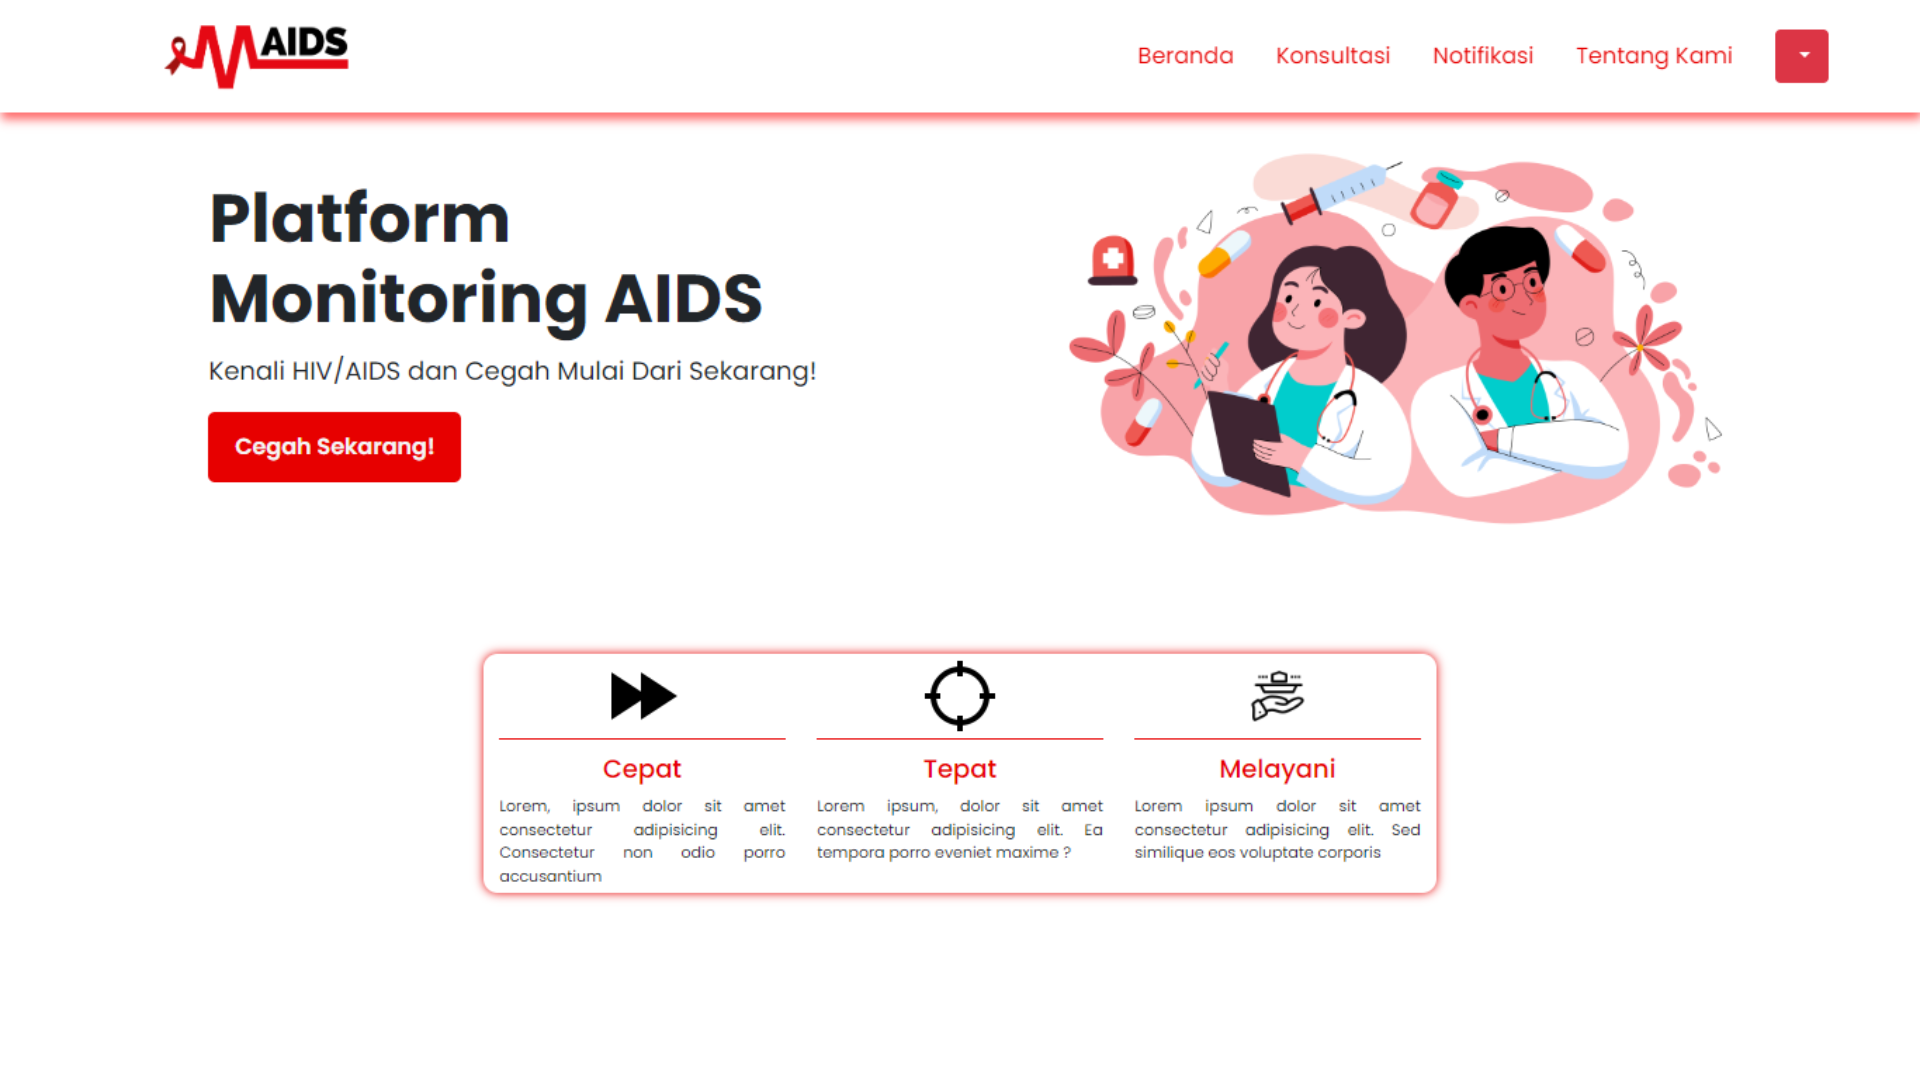 MAIDS
Beranda Konsultasi Notifikasi Tentang Kami
Platform
Monitoring AIDS
Kenali HIV/AIDS dan Cegah Mulai Dari Sekarang!
Cegah Sekarang!
Cepat
Lorem, ipsum dolor sit amet
consectetur adipisicing elit.
Consectetur non odio porro
accusantium
Tepat
Lorem ipsum, dolor sit amet
consectetur adipisicing elit. Ea
tempora porro eveniet maxime ?
Melayani
Lorem ipsum dolor sit amet
consectetur adipisicing elit. Sed
similique eos voluptate corporis